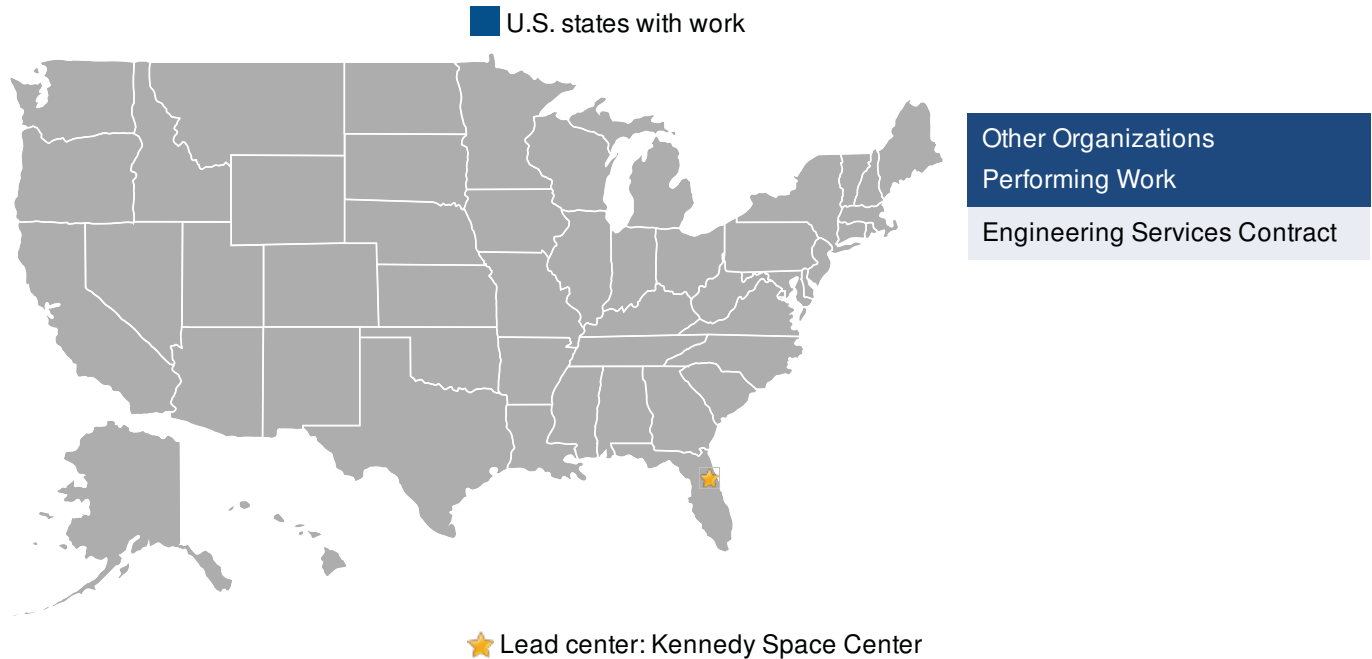 U.S. states with work
Other Organizations
Performing Work
Engineering Services Contract
Lead center: Kennedy Space Center